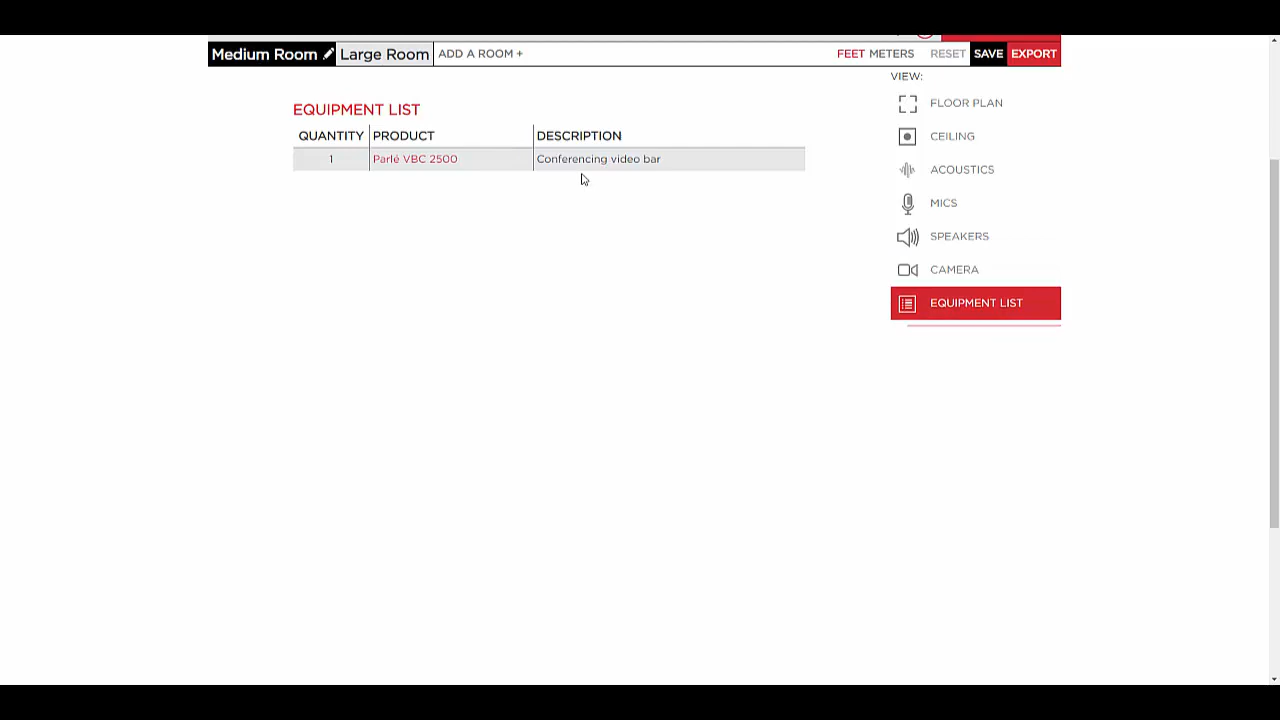 Medium Room Large Room ADD A ROOM + FEET METERS RESET SAVE EXPORT
VIEW:
EQUIPMENT LIST
QUANTITY PRODUCT DESCRIPTION
1 Parlé VBC 2500 Conferencing video bar
FLOOR PLAN
CEILING
ACOUSTICS
MICS
SPEAKERS
CAMERA
EQUIPMENT LIST